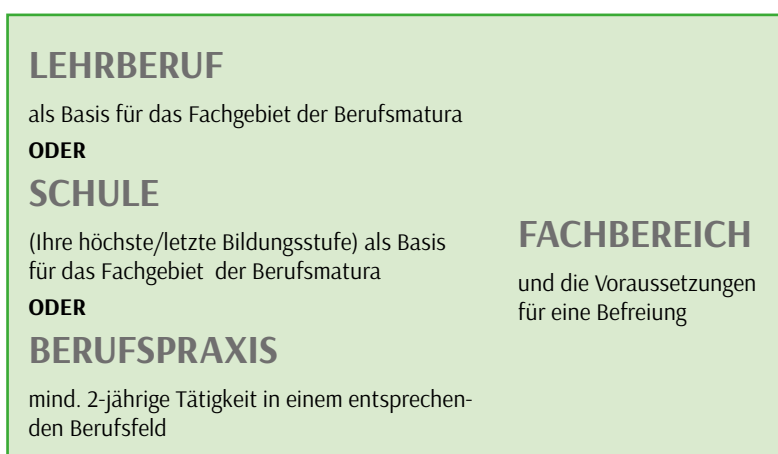 LEHRBERUF
als Basis für das Fachgebiet der Berufsmatura
ODER
SCHULE
(Ihre höchste/letzte Bildungsstufe) als Basis
für das Fachgebiet der Berufsmatura
ODER
BERUFSPRAXIS
mind. 2-jährige Tätigkeit in einem entsprechen-
den Berufsfeld
FACHBEREICH
und die Voraussetzungen
für eine Befreiung